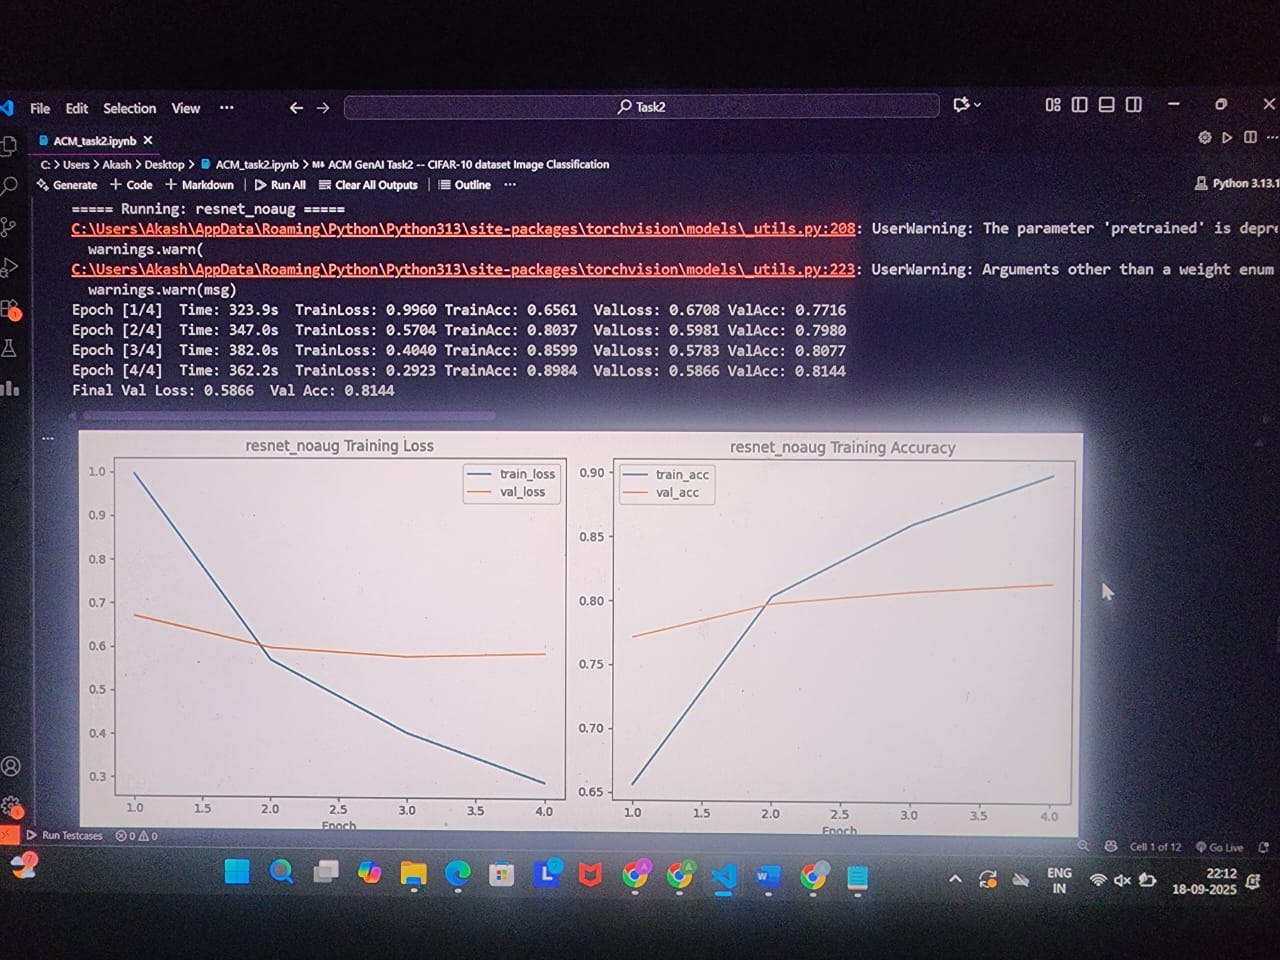 File Edit Selection View ··· Task2
ACM_task2.ipynb
C: > Users > Akash > Desktop > ACM_task2.ipynb > M↓ ACM GenAI Task2 -- CIFAR-10 dataset Image Classification
Generate + Code + Markdown Run All Clear All Outputs Outline ···
Python 3.13.1
===== Running: resnet_noaug =====
C:\Users\Akash\AppData\Roaming\Python\Python313\site-packages\torchvision\models\_utils.py:208: UserWarning: The parameter 'pretrained' is depre
warnings.warn(
C:\Users\Akash\AppData\Roaming\Python\Python313\site-packages\torchvision\models\_utils.py:223: UserWarning: Arguments other than a weight enum
warnings.warn(msg)
Epoch [1/4] Time: 323.9s TrainLoss: 0.9960 TrainAcc: 0.6561 ValLoss: 0.6708 ValAcc: 0.7716
Epoch [2/4] Time: 347.0s TrainLoss: 0.5704 TrainAcc: 0.8037 ValLoss: 0.5981 ValAcc: 0.7980
Epoch [3/4] Time: 382.0s TrainLoss: 0.4040 TrainAcc: 0.8599 ValLoss: 0.5783 ValAcc: 0.8077
Epoch [4/4] Time: 362.2s TrainLoss: 0.2923 TrainAcc: 0.8984 ValLoss: 0.5866 ValAcc: 0.8144
Final Val Loss: 0.5866 Val Acc: 0.8144
resnet_noaug Training Loss
train_loss
val_loss
1.0
0.9
0.8
0.7
0.6
0.5
0.4
0.3
1.0 1.5 2.0 2.5 3.0 3.5 4.0
Epoch
resnet_noaug Training Accuracy
train_acc
val_acc
0.90
0.85
0.80
0.75
0.70
0.65
1.0 1.5 2.0 2.5 3.0 3.5 4.0
Epoch
Run Testcases 0 0
Cell 1 of 12 Go Live
ENG
IN
22:12
18-09-2025